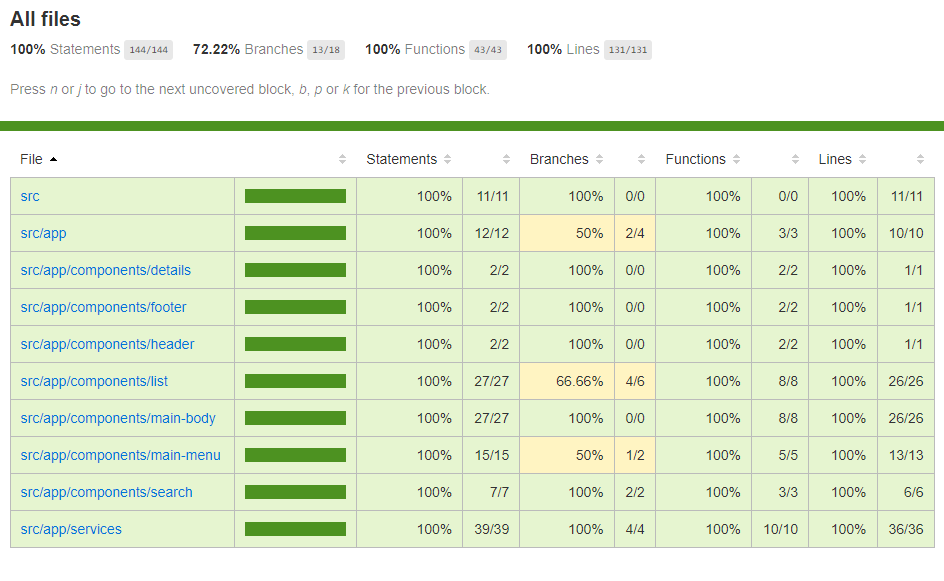 All files
100% Statements 144/144 72.22% Branches 13/18 100% Functions 43/43 100% Lines 131/131
Press n or j to go to the next uncovered block, b, p or k for the previous block.
File Statements Branches Functions Lines
src 100% 11/11 100% 0/0 100% 0/0 100% 11/11
src/app 100% 12/12 50% 2/4 100% 3/3 100% 10/10
src/app/components/details 100% 2/2 100% 0/0 100% 2/2 100% 1/1
src/app/components/footer 100% 2/2 100% 0/0 100% 2/2 100% 1/1
src/app/components/header 100% 2/2 100% 0/0 100% 2/2 100% 1/1
src/app/components/list 100% 27/27 66.66% 4/6 100% 8/8 100% 26/26
src/app/components/main-body 100% 27/27 100% 0/0 100% 8/8 100% 26/26
src/app/components/main-menu 100% 15/15 50% 1/2 100% 5/5 100% 13/13
src/app/components/search 100% 7/7 100% 2/2 100% 3/3 100% 6/6
src/app/services 100% 39/39 100% 4/4 100% 10/10 100% 36/36